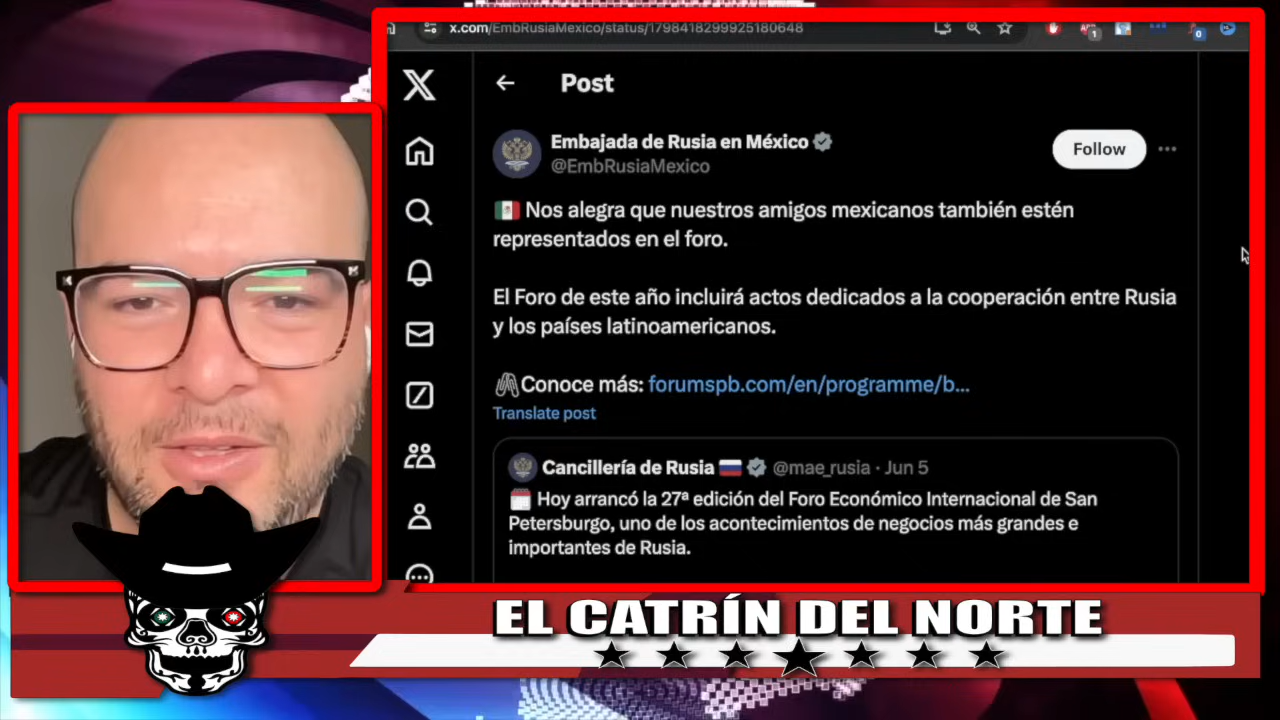 x.com/EmbRusiaMexico/status/1798418299925180648
Post
Embajada de Rusia en México
@EmbRusiaMexico
Follow
🇲🇽 Nos alegra que nuestros amigos mexicanos también estén
representados en el foro.
El Foro de este año incluirá actos dedicados a la cooperación entre Rusia
y los países latinoamericanos.
🖇Conoce más: forumspb.com/en/programme/b...
Translate post
Cancillería de Rusia 🇷🇺 @mae_rusia · Jun 5
🗓 Hoy arrancó la 27ª edición del Foro Económico Internacional de San
Petersburgo, uno de los acontecimientos de negocios más grandes e
importantes de Rusia.
1
0
EL CATRÍN DEL NORTE